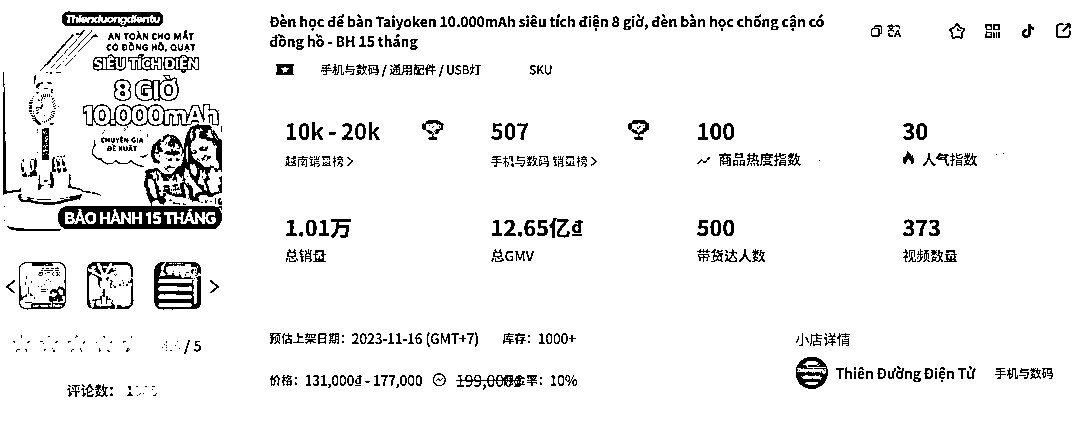 Thienduongdientu
AN TOÀN CHO MẮT
CÓ ĐỒNG HỒ, QUẠT
SIÊU TÍCH ĐIỆN
8 GIỜ
10.000mAh
CHUYÊN GIA
ĐỀ XUẤT
BẢO HÀNH 15 THÁNG
/ 5
评论数：
Đèn học để bàn Taiyoken 10.000mAh siêu tích điện 8 giờ, đèn bàn học chống cận có
đồng hồ - BH 15 tháng
手机与数码 / 通用配件 / USB灯 SKU
10k - 20k 507 100 30
越南销量榜 > 手机与数码 销量榜 > 商品热度指数 人气指数
1.01万 12.65亿₫ 500 373
总销量 总GMV 带货达人数 视频数量
预估上架日期：2023-11-16 (GMT+7) 库存：1000+ 小店详情
价格：131,000₫ - 177,000 199,000₫ 率：10% Thiên Đường Điện Tử 手机与数码